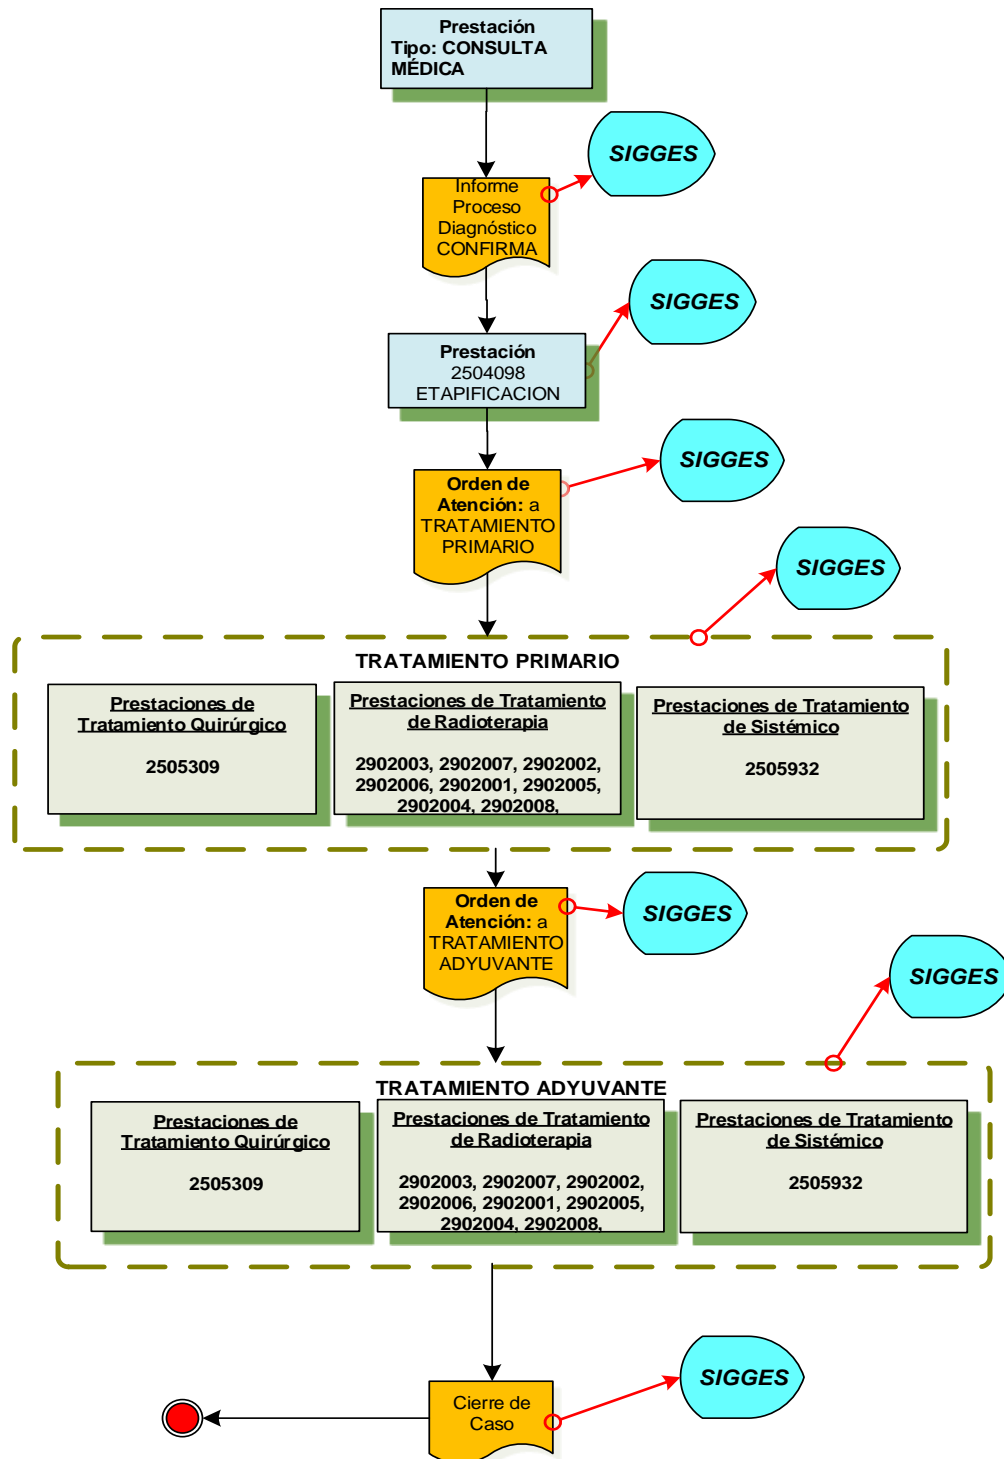 Prestación
Tipo: CONSULTA
MÉDICA
SIGGES
Informe
Proceso
Diagnóstico
CONFIRMA
SIGGES
Prestación
2504098
ETAPIFICACION
SIGGES
Orden de
Atención: a
TRATAMIENTO
PRIMARIO
SIGGES
TRATAMIENTO PRIMARIO
Prestaciones de
Tratamiento Quirúrgico
2505309
Prestaciones de Tratamiento
de Radioterapia
2902003, 2902007, 2902002,
2902006, 2902001, 2902005,
2902004, 2902008,
Prestaciones de Tratamiento
de Sistémico
2505932
Orden de
Atención: a
TRATAMIENTO
ADYUVANTE
SIGGES
SIGGES
TRATAMIENTO ADYUVANTE
Prestaciones de
Tratamiento Quirúrgico
2505309
Prestaciones de Tratamiento
de Radioterapia
2902003, 2902007, 2902002,
2902006, 2902001, 2902005,
2902004, 2902008,
Prestaciones de Tratamiento
de Sistémico
2505932
SIGGES
Cierre de
Caso